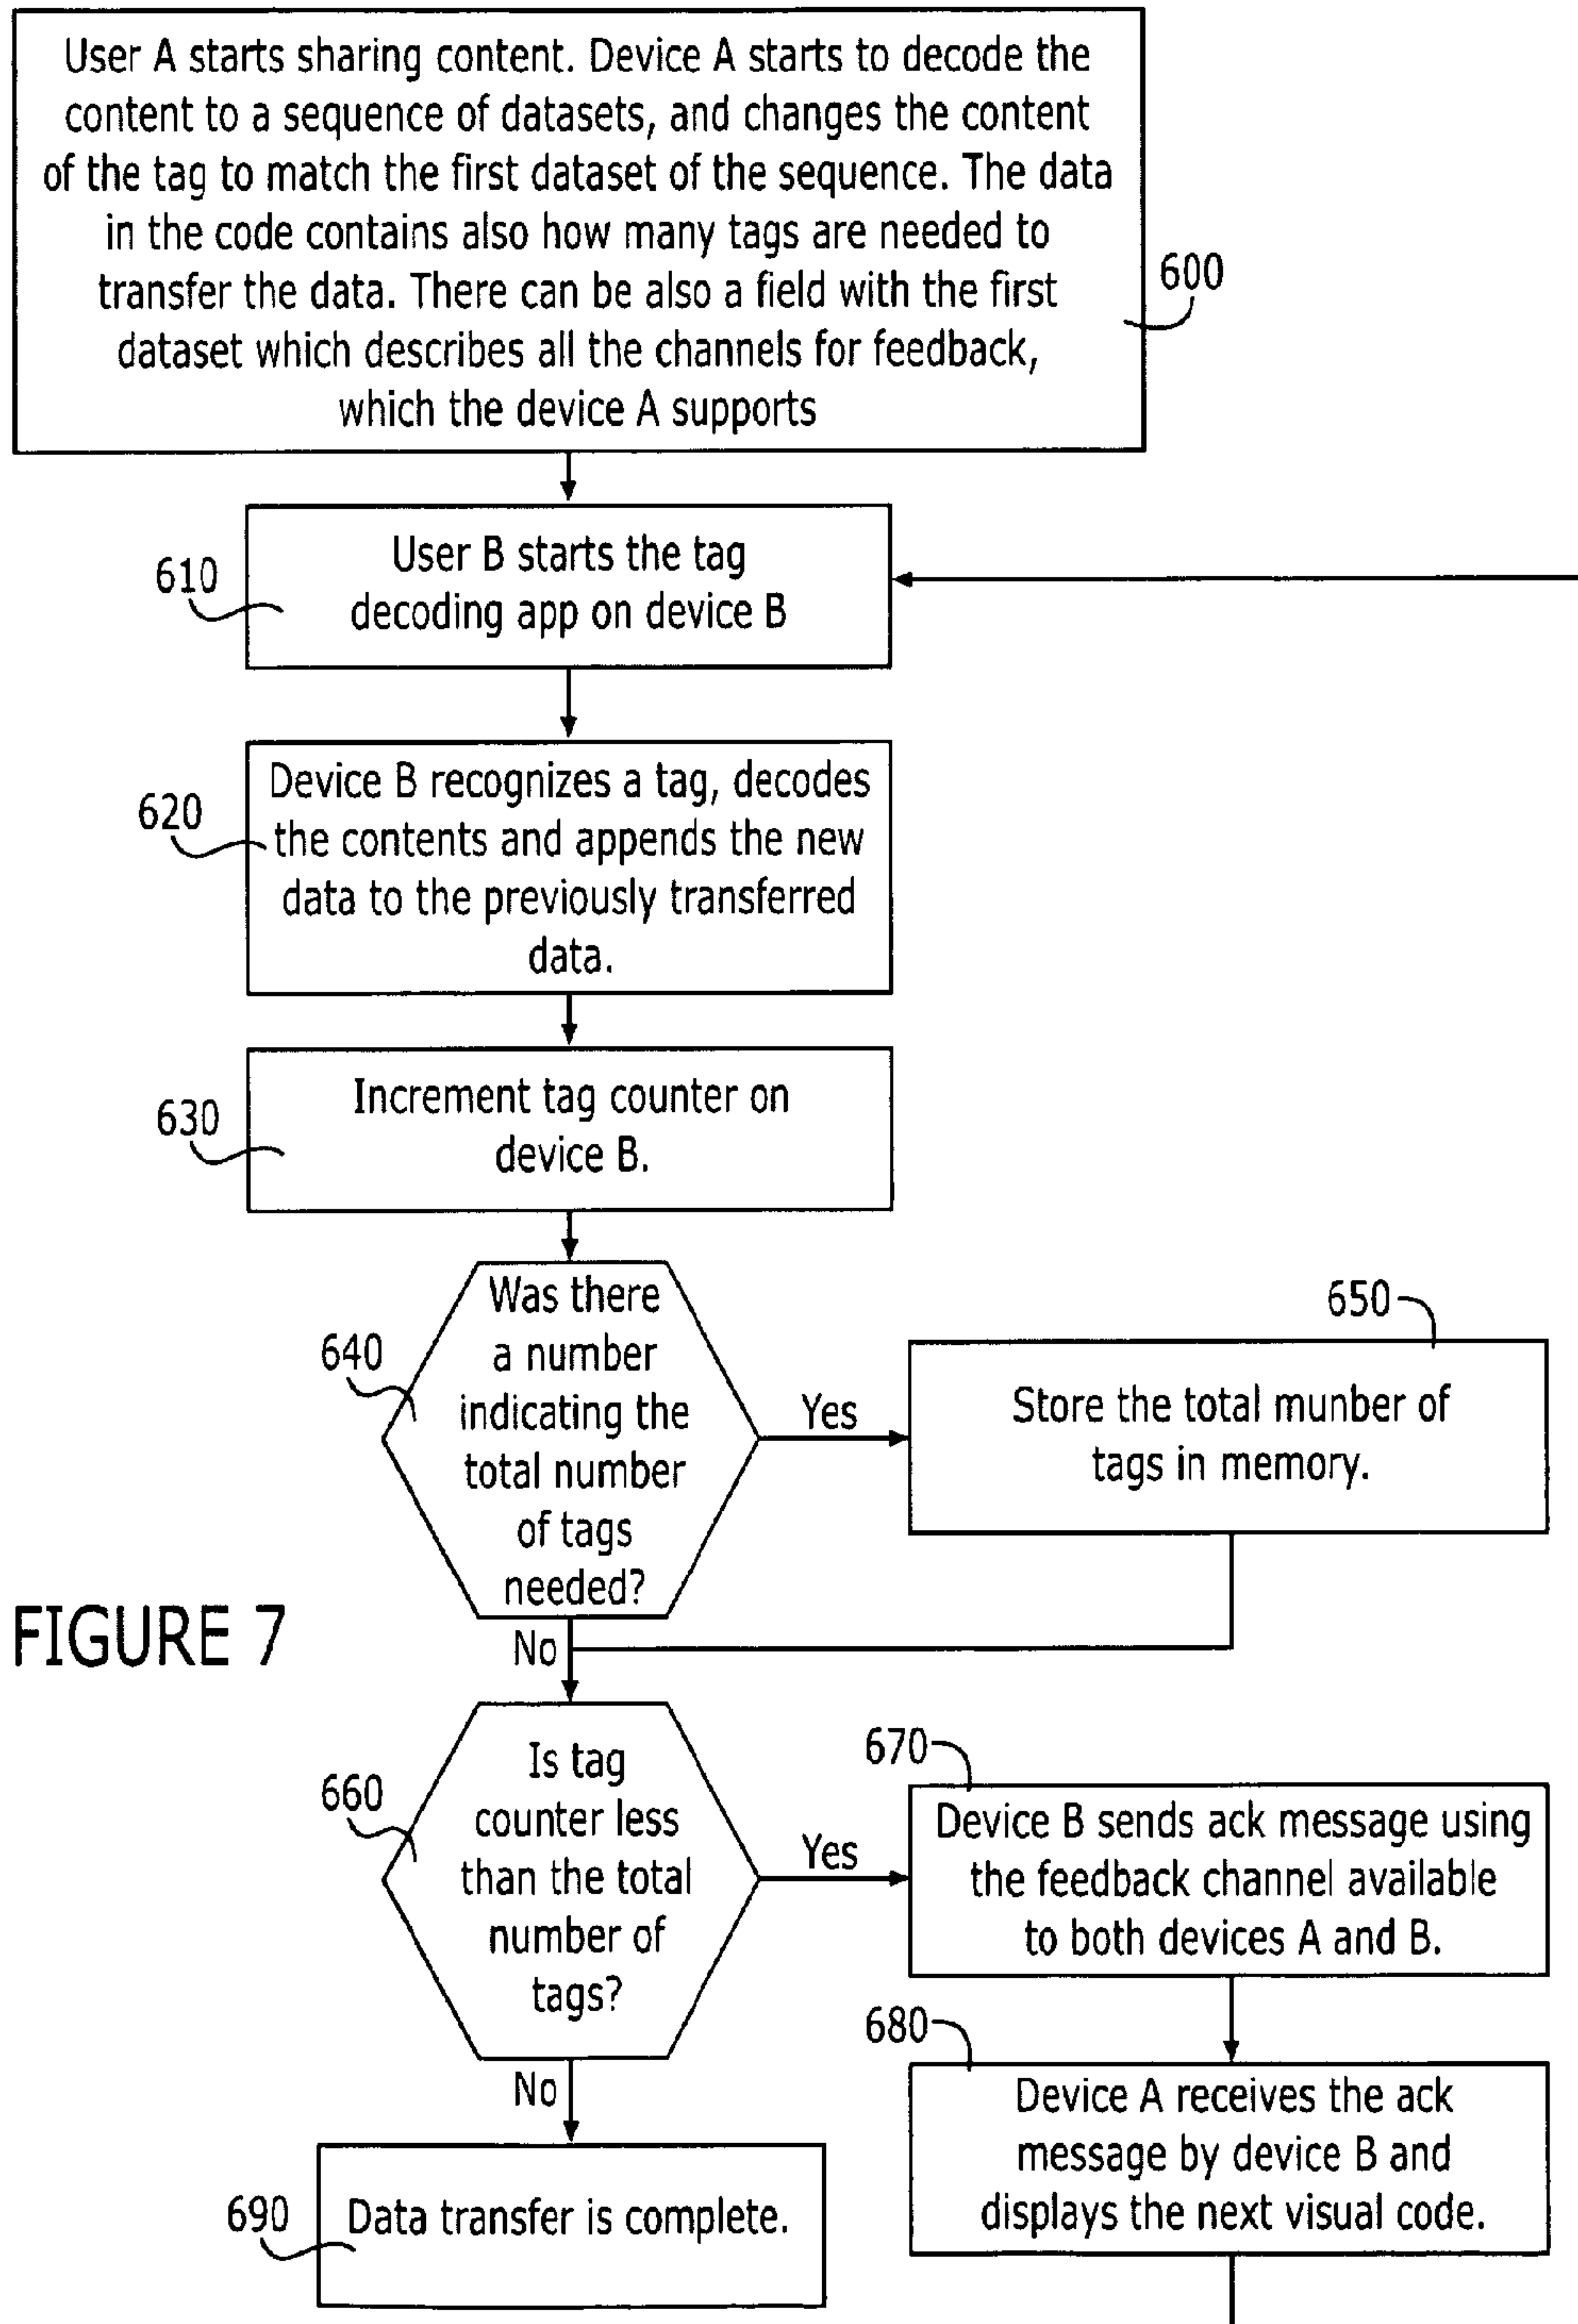 User A starts sharing content. Device A starts to decode the
content to a sequence of datasets, and changes the content
of the tag to match the first dataset of the sequence. The data
in the code contains also how many tags are needed to
transfer the data. There can be also a field with the first
dataset which describes all the channels for feedback,
which the device A supports
600
User B starts the tag
decoding app on device B
610
Device B recognizes a tag, decodes
the contents and appends the new
data to the previously transferred
data.
620
Increment tag counter on
device B.
630
Was there
a number
indicating the
total number
of tags
needed?
640
Yes
650
Store the total munber of
tags in memory.
FIGURE 7
No
Is tag
counter less
than the total
number of
tags?
660
Yes
670
Device B sends ack message using
the feedback channel available
to both devices A and B.
680
Device A receives the ack
message by device B and
displays the next visual code.
No
690
Data transfer is complete.